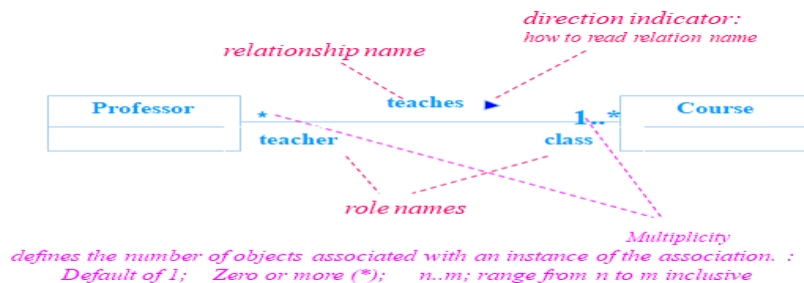 direction indicator:
how to read relation name
relationship name
teaches
Professor
Course
*
1..*
teacher
class
role names
Multiplicity
defines the number of objects associated with an instance of the association. :
Default of 1; Zero or more (*); n..m; range from n to m inclusive